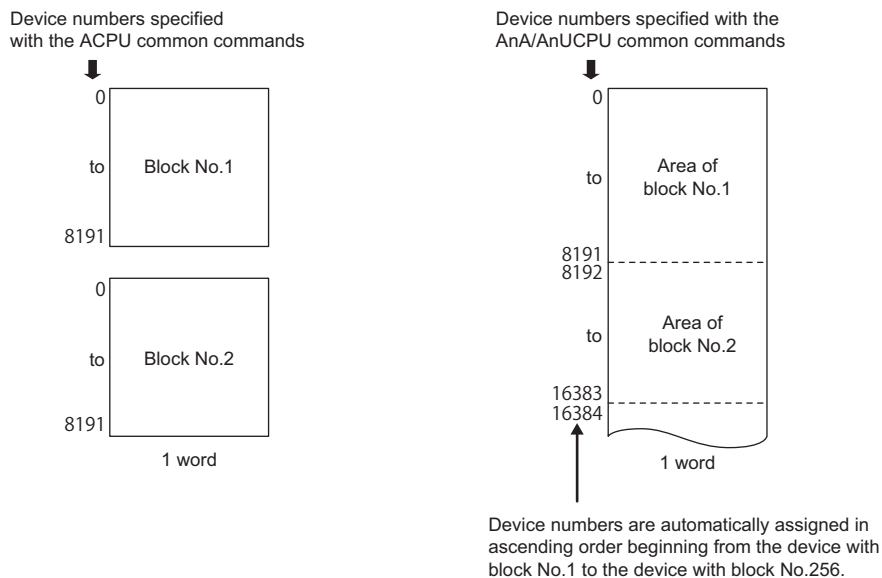 Device numbers specified
with the ACPU common commands
0
to
Block No.1
8191
0
to
Block No.2
8191
1 word
Device numbers specified with the
AnA/AnUCPU common commands
0
to
Area of
block No.1
8191
8192
to
Area of
block No.2
16383
16384
1 word
Device numbers are automatically assigned in
ascending order beginning from the device with
block No.1 to the device with block No.256.